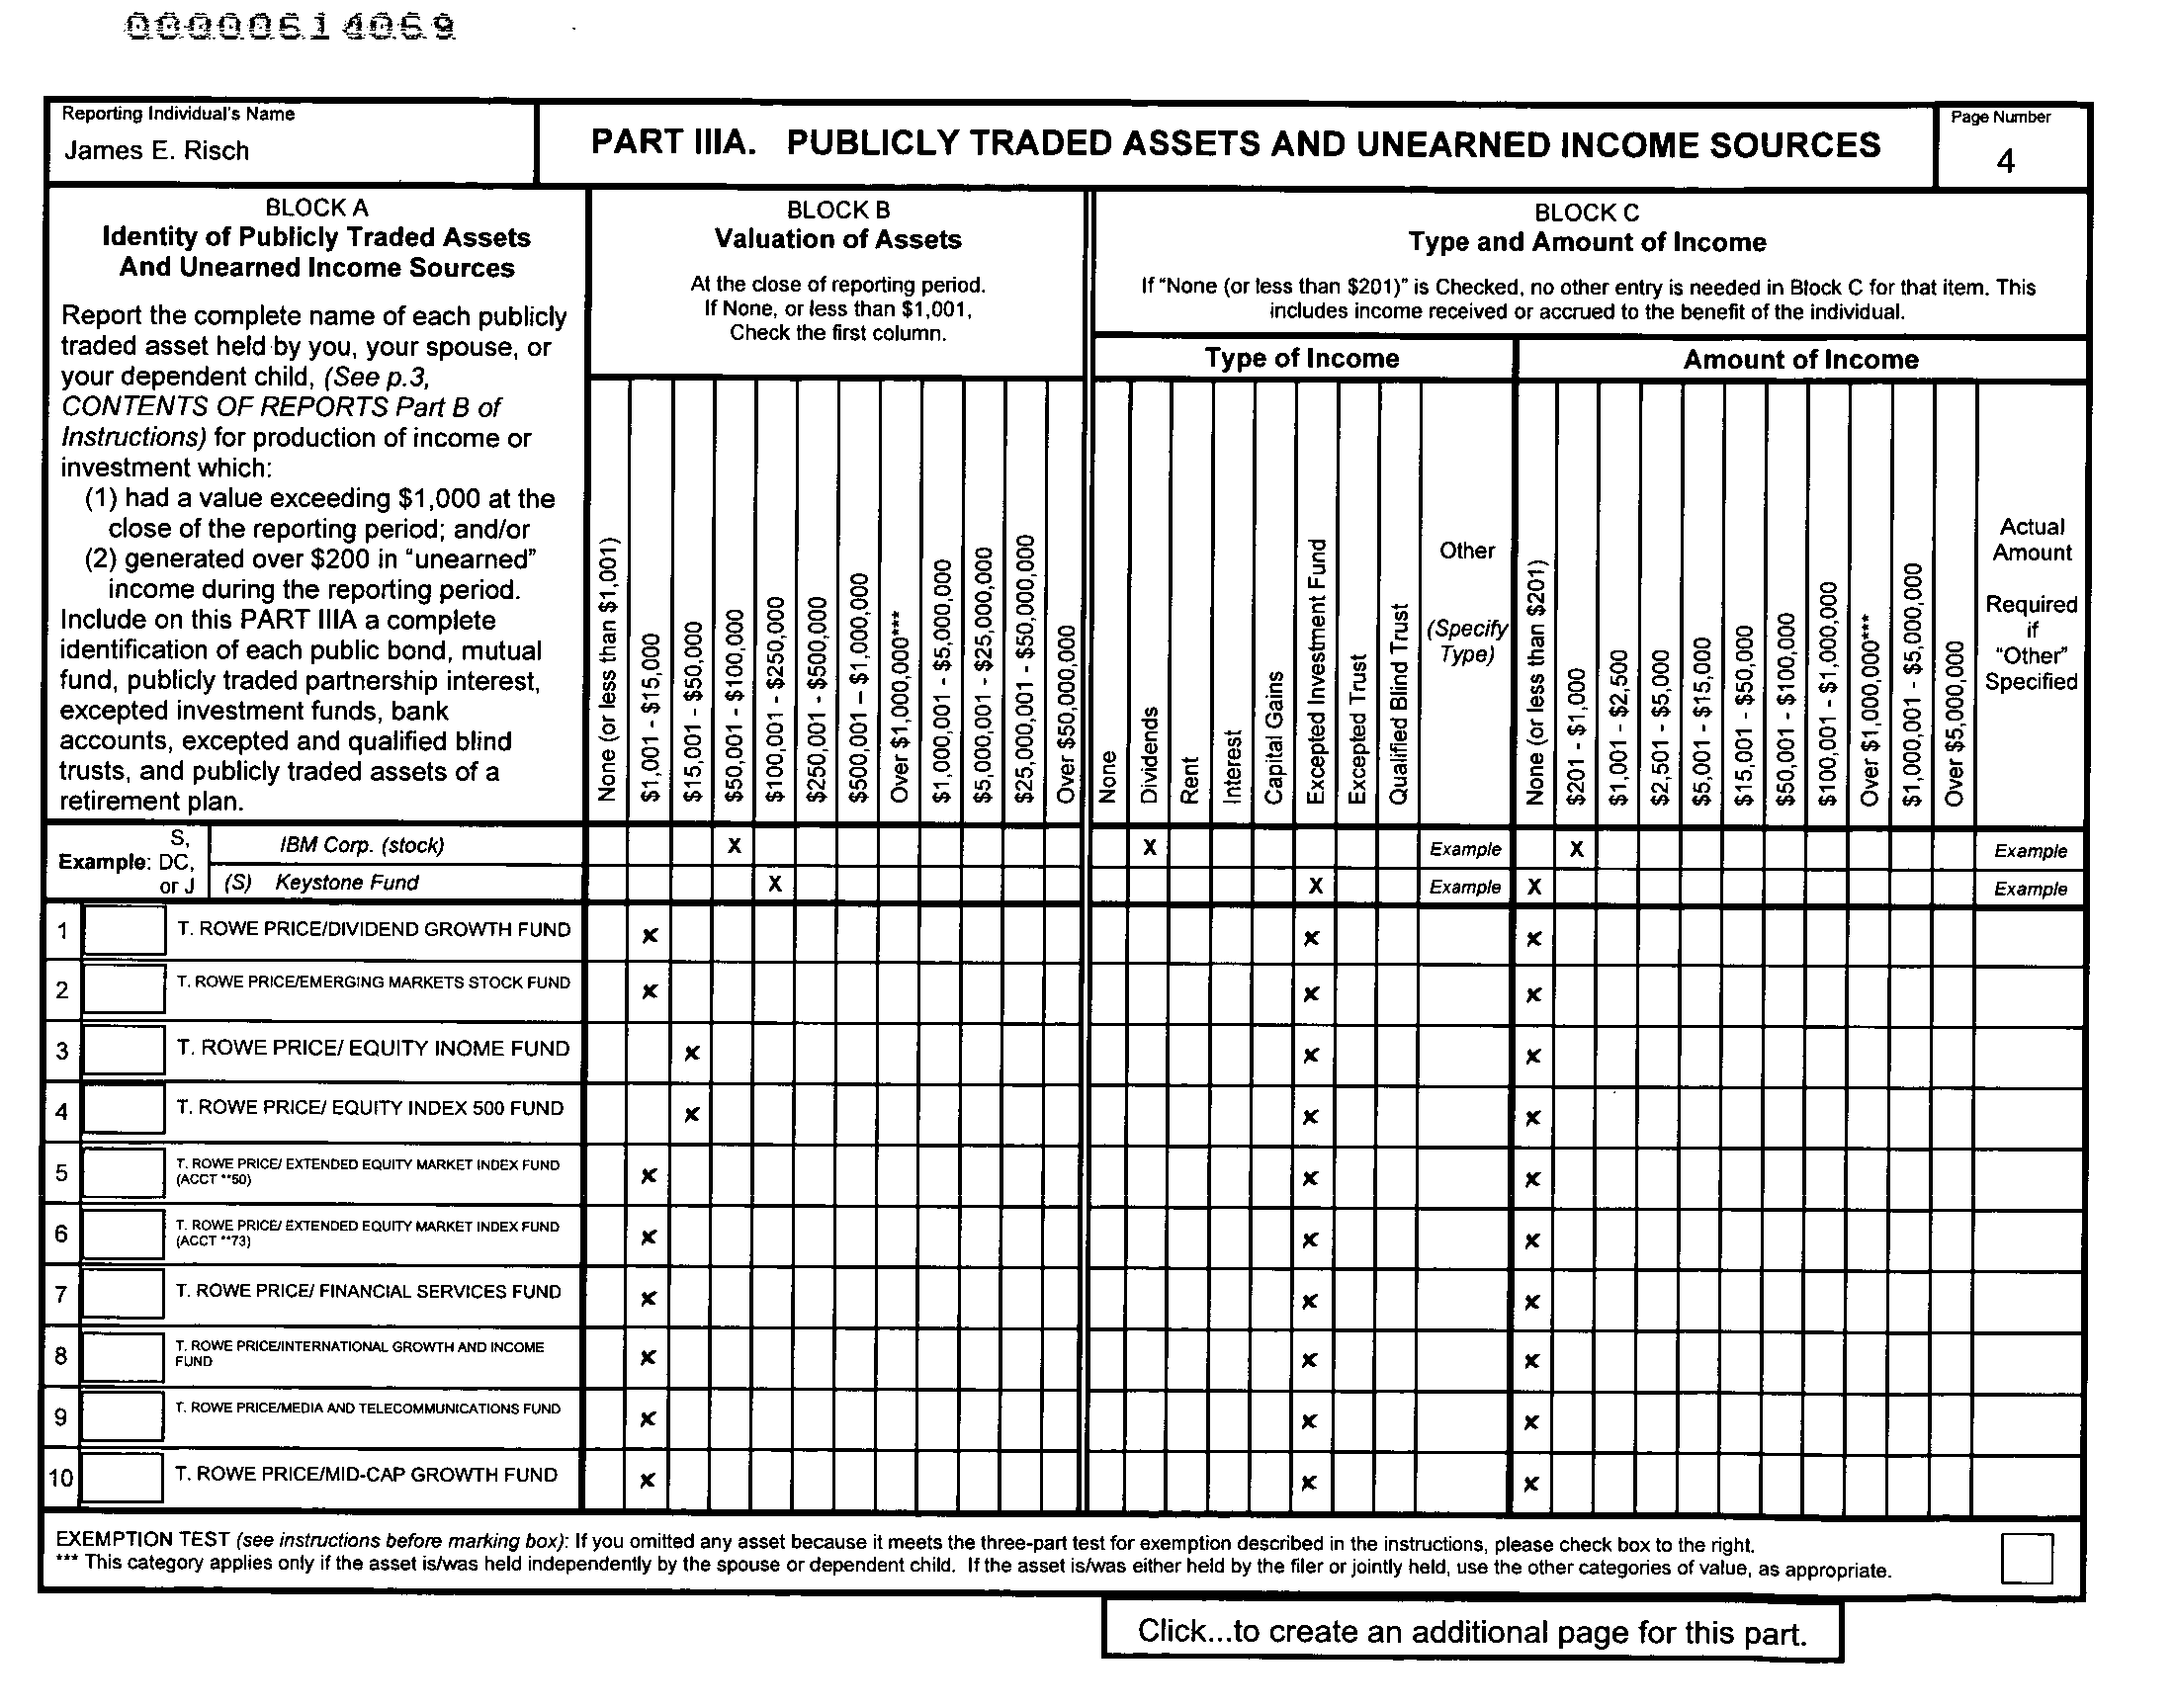 00000514069
Reporting Individual's Name
James E. Risch
PART IIIA. PUBLICLY TRADED ASSETS AND UNEARNED INCOME SOURCES
Page Number
4
BLOCK A
Identity of Publicly Traded Assets
And Unearned Income Sources
Report the complete name of each publicly
traded asset held by you, your spouse, or
your dependent child, (See p.3,
CONTENTS OF REPORTS Part B of
Instructions) for production of income or
investment which:
(1) had a value exceeding $1,000 at the
close of the reporting period; and/or
(2) generated over $200 in "unearned"
income during the reporting period.
Include on this PART IIIA a complete
identification of each public bond, mutual
fund, publicly traded partnership interest,
excepted investment funds, bank
accounts, excepted and qualified blind
trusts, and publicly traded assets of a
retirement plan.
BLOCK B
Valuation of Assets
At the close of reporting period.
If None, or less than $1,001,
Check the first column.
None (or less than $1,001)
$1,001 - $15,000
$15,001 - $50,000
$50,001 - $100,000
$100,001 - $250,000
$250,001 - $500,000
$500,001 – $1,000,000
Over $1,000,000***
$1,000,001 - $5,000,000
$5,000,001 - $25,000,000
$25,000,001 - $50,000,000
Over $50,000,000
BLOCK C
Type and Amount of Income
If "None (or less than $201)" is Checked, no other entry is needed in Block C for that item. This
includes income received or accrued to the benefit of the individual.
Type of Income
None
Dividends
Rent
Interest
Capital Gains
Excepted Investment Fund
Excepted Trust
Qualified Blind Trust
Other
(Specify
Type)
Amount of Income
None (or less than $201)
$201 - $1,000
$1,001 - $2,500
$2,501 - $5,000
$5,001 - $15,000
$15,001 - $50,000
$50,001 - $100,000
$100,001 - $1,000,000
Over $1,000,000***
$1,000,001 - $5,000,000
Over $5,000,000
Actual
Amount
Required
if
"Other"
Specified
Example: S,
DC,
or J
IBM Corp. (stock) X X Example X Example
(S) Keystone Fund X X Example X Example
1 T. ROWE PRICE/DIVIDEND GROWTH FUND x x x
2 T. ROWE PRICE/EMERGING MARKETS STOCK FUND x x x
3 T. ROWE PRICE/ EQUITY INOME FUND x x x
4 T. ROWE PRICE/ EQUITY INDEX 500 FUND x x x
5 T. ROWE PRICE/ EXTENDED EQUITY MARKET INDEX FUND
(ACCT **50) x x x
6 T. ROWE PRICE/ EXTENDED EQUITY MARKET INDEX FUND
(ACCT **73) x x x
7 T. ROWE PRICE/ FINANCIAL SERVICES FUND x x x
8 T. ROWE PRICE/INTERNATIONAL GROWTH AND INCOME
FUND x x x
9 T. ROWE PRICE/MEDIA AND TELECOMMUNICATIONS FUND x x x
10 T. ROWE PRICE/MID-CAP GROWTH FUND x x x
EXEMPTION TEST (see instructions before marking box): If you omitted any asset because it meets the three-part test for exemption described in the instructions, please check box to the right.
*** This category applies only if the asset is/was held independently by the spouse or dependent child. If the asset is/was either held by the filer or jointly held, use the other categories of value, as appropriate.
Click...to create an additional page for this part.